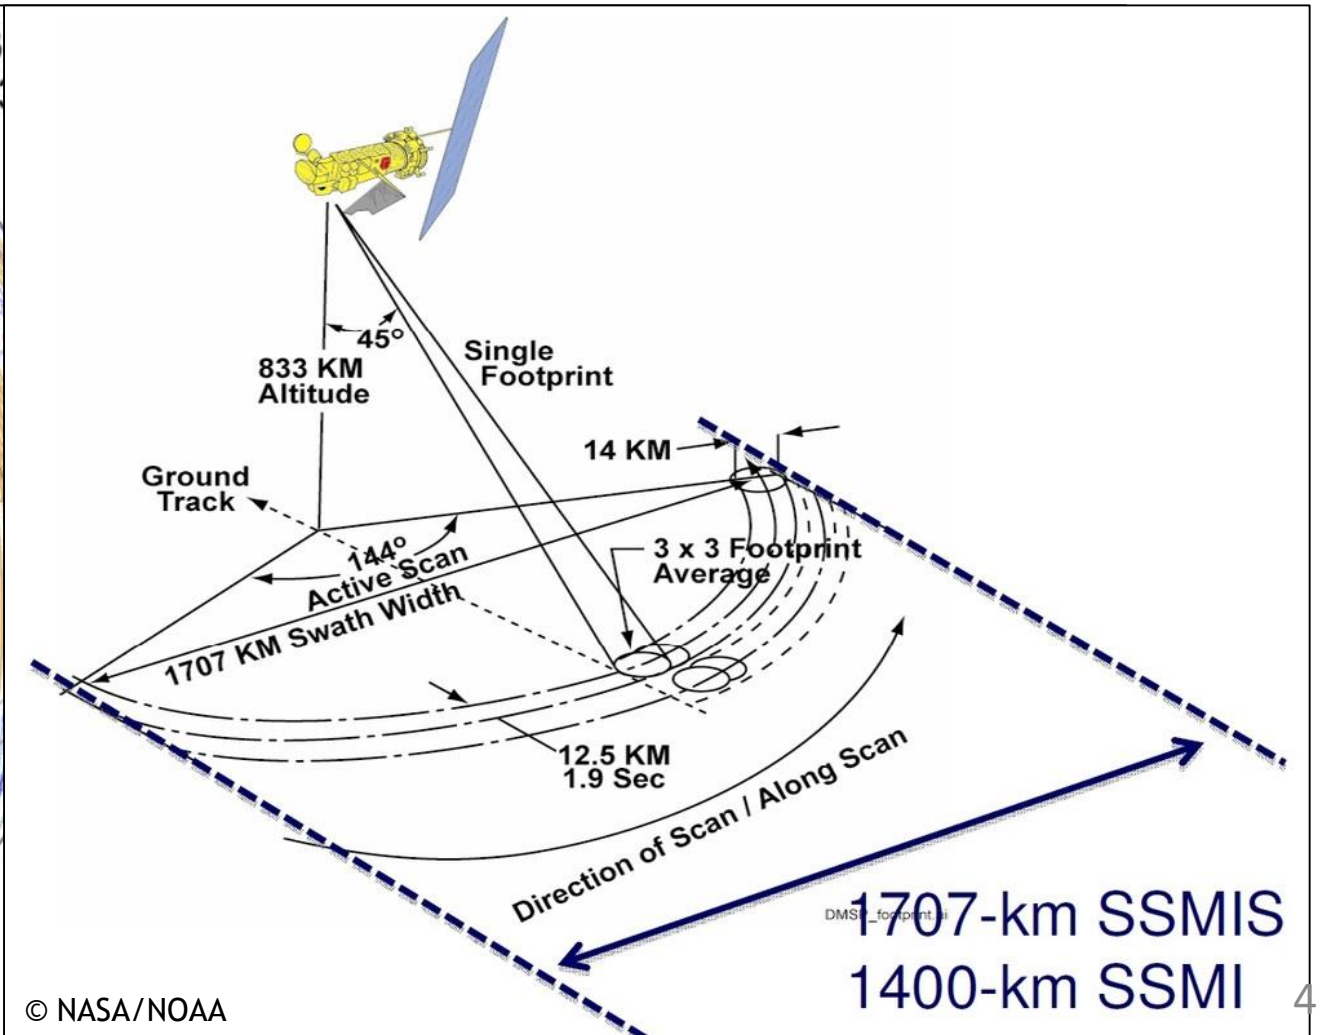 45°
833 KM
Altitude
Single
Footprint
14 KM
Ground
Track
144°
Active Scan
1707 KM Swath Width
3 x 3 Footprint
Average
12.5 KM
1.9 Sec
Direction of Scan / Along Scan
DMSP_footprint.ai
1707-km SSMIS
1400-km SSMI
© NASA/NOAA
4